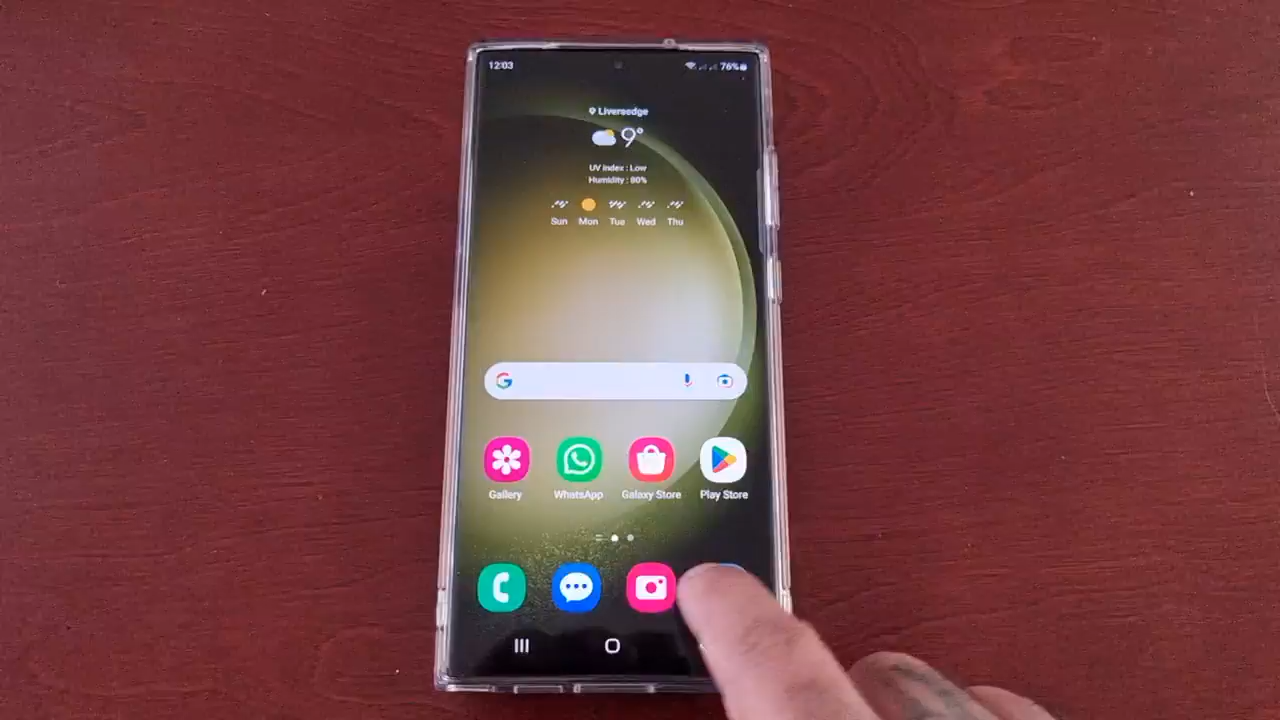 12:03
76%
Liversedge
9°
UV index : Low
Humidity : 80%
Sun Mon Tue Wed Thu
G
Gallery WhatsApp Galaxy Store Play Store